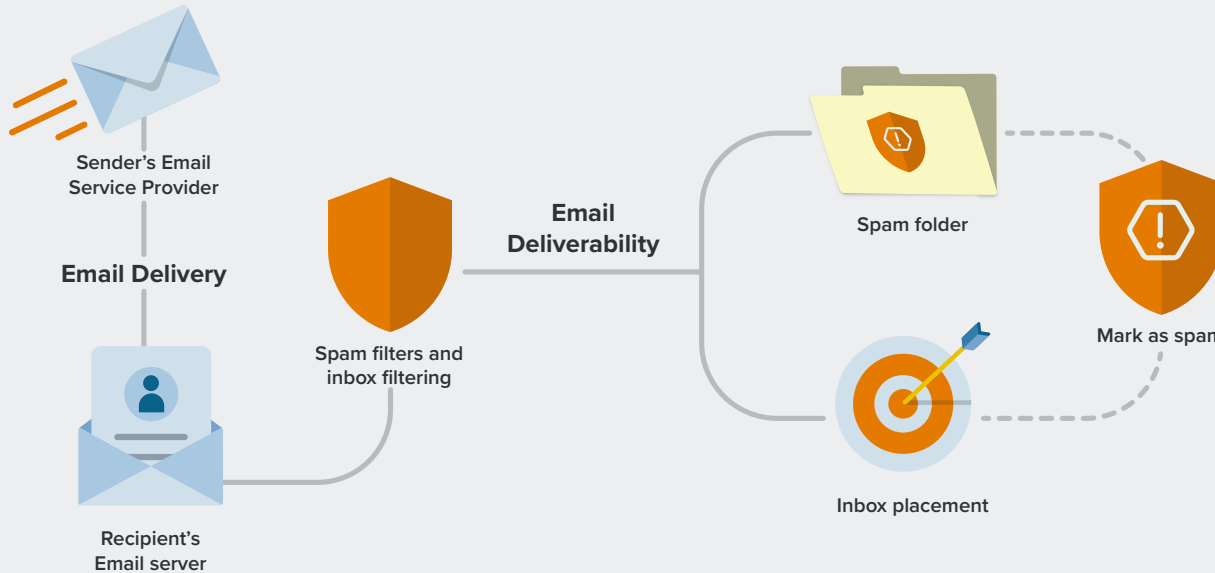 Sender's Email
Service Provider
Email Delivery
Recipient's
Email server
Spam filters and
inbox filtering
Email
Deliverability
Spam folder
Inbox placement
Mark as spam